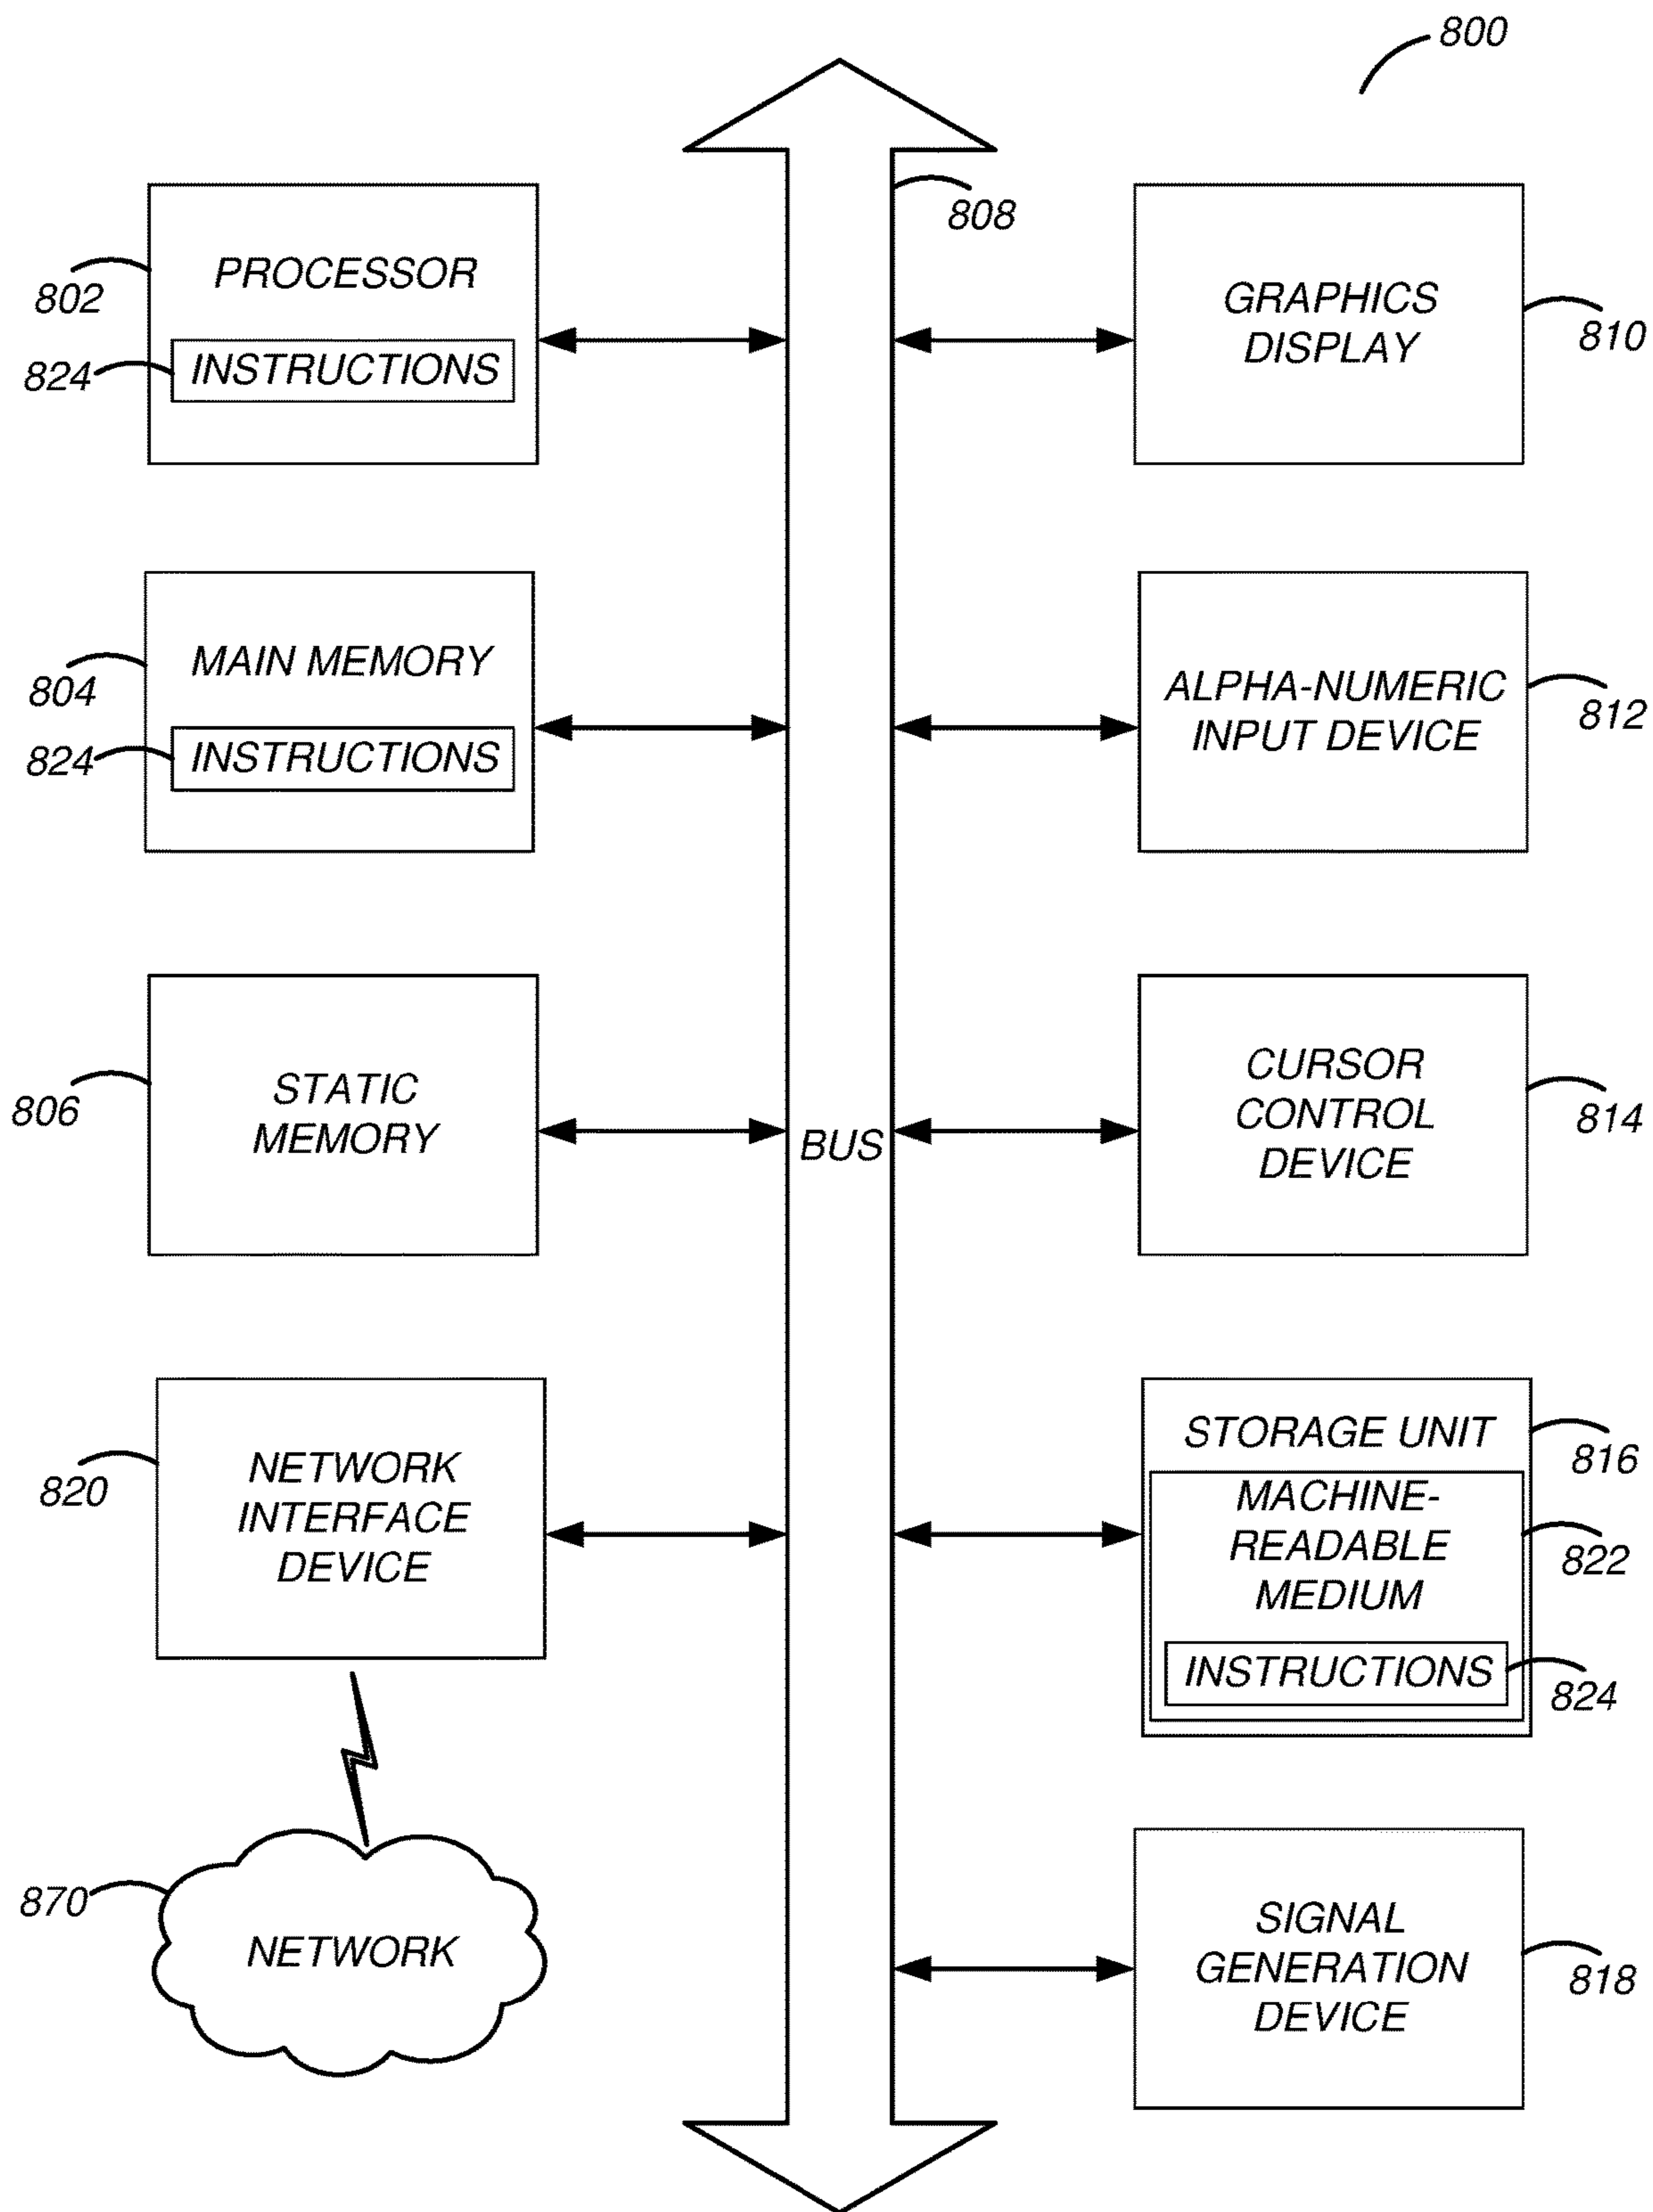 800
808
PROCESSOR
802
824
INSTRUCTIONS
GRAPHICS
DISPLAY
810
MAIN MEMORY
804
824
INSTRUCTIONS
ALPHA-NUMERIC
INPUT DEVICE
812
STATIC
MEMORY
806
BUS
CURSOR
CONTROL
DEVICE
814
NETWORK
INTERFACE
DEVICE
820
STORAGE UNIT
816
MACHINE-
READABLE
MEDIUM
822
INSTRUCTIONS
824
870
NETWORK
SIGNAL
GENERATION
DEVICE
818